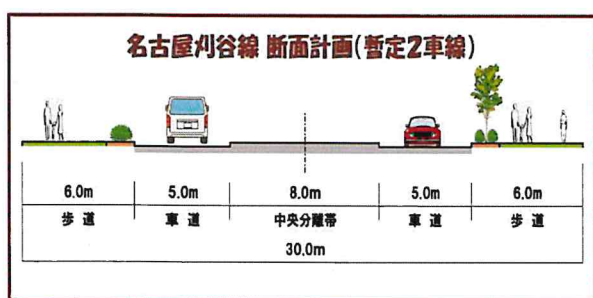 名古屋刈谷線 断面計画(暫定2車線)
6.0m 5.0m 8.0m 5.0m 6.0m
歩道 車道 中央分離帯 車道 歩道
30.0m